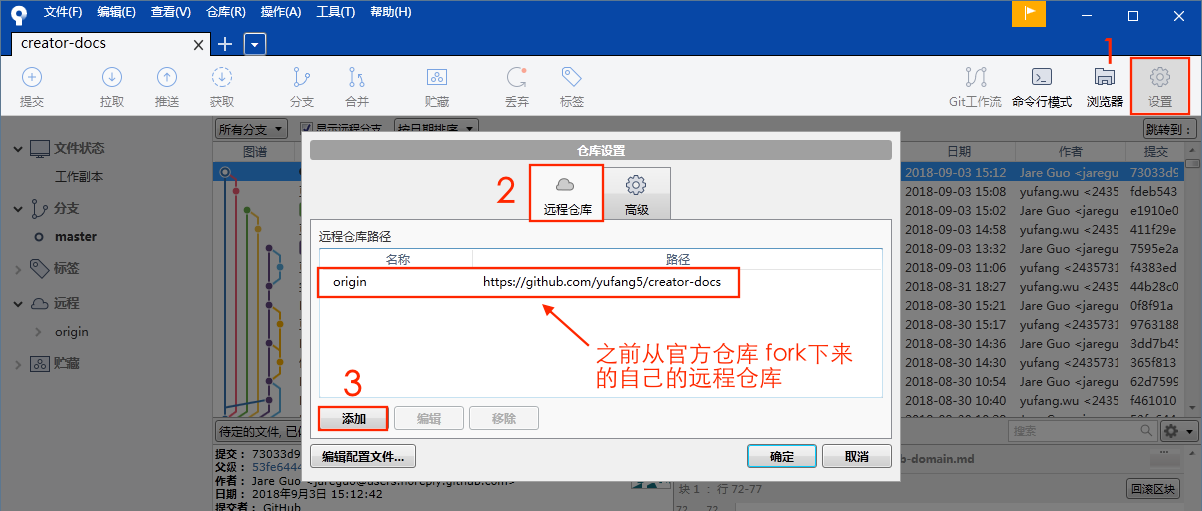 文件(F) 编辑(E) 查看(V) 仓库(R) 操作(A) 工具(T) 帮助(H)
creator-docs
1
提交 拉取 推送 获取 分支 合并 贮藏 丢弃 标签 Git工作流 命令行模式 浏览器 设置
所有分支 显示远程分支 按日期排序 跳转到：
图谱 日期 作者 提交
文件状态
工作副本
分支
master
标签
远程
origin
贮藏
仓库设置
2
远程仓库 高级
远程仓库路径
名称 路径
origin https://github.com/yufang5/creator-docs
之前从官方仓库 fork下来
的自己的远程仓库
3
添加 编辑 移除
编辑配置文件... 确定 取消
2018-09-03 15:12 Jare Guo <jaregu 73033d9
2018-09-03 15:08 yufang.wu <2435 fdeb543
2018-09-03 15:02 Jare Guo <jaregu e1910e0
2018-09-03 14:58 yufang.wu <2435 411f29e
2018-09-03 13:32 Jare Guo <jaregu 7595e2a
2018-09-03 11:06 yufang <2435731 f4383ed
2018-08-31 18:27 yufang.wu <2435 44b28c0
2018-08-30 15:21 Jare Guo <jaregu 0f8f91a
2018-08-30 15:17 yufang <2435731 9763188
2018-08-30 14:36 Jare Guo <jaregu 3dd7b45
2018-08-30 14:30 yufang <2435731 365f813
2018-08-30 10:54 Jare Guo <jaregu 62d7599
2018-08-30 10:40 yufang <2435731 f461010
待定的文件, 已 搜索
提交： 73033d9
父级： 53fe6444
作者： Jare Guo <jareguo@users.noreply.github.com>
日期： 2018年9月3日 15:12:42
提交者： GitHub
b-domain.md
块 1 ： 行 72-77 回滚区块
72 72